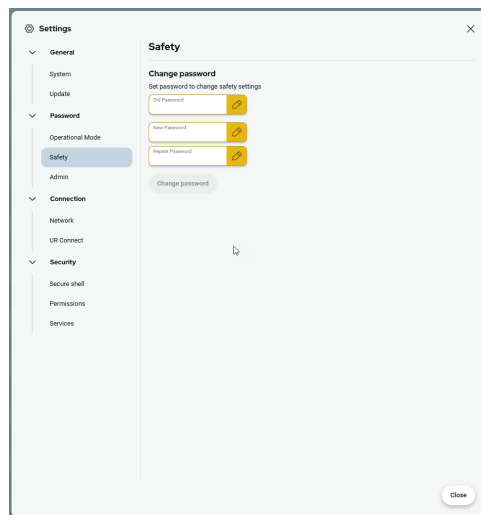 Settings
General
System
Update
Password
Operational Mode
Safety
Admin
Connection
Network
UR Connect
Security
Secure shell
Permissions
Services
Safety
Change password
Set password to change safety settings
Old Password
New Password
Repeat Password
Change password
Close